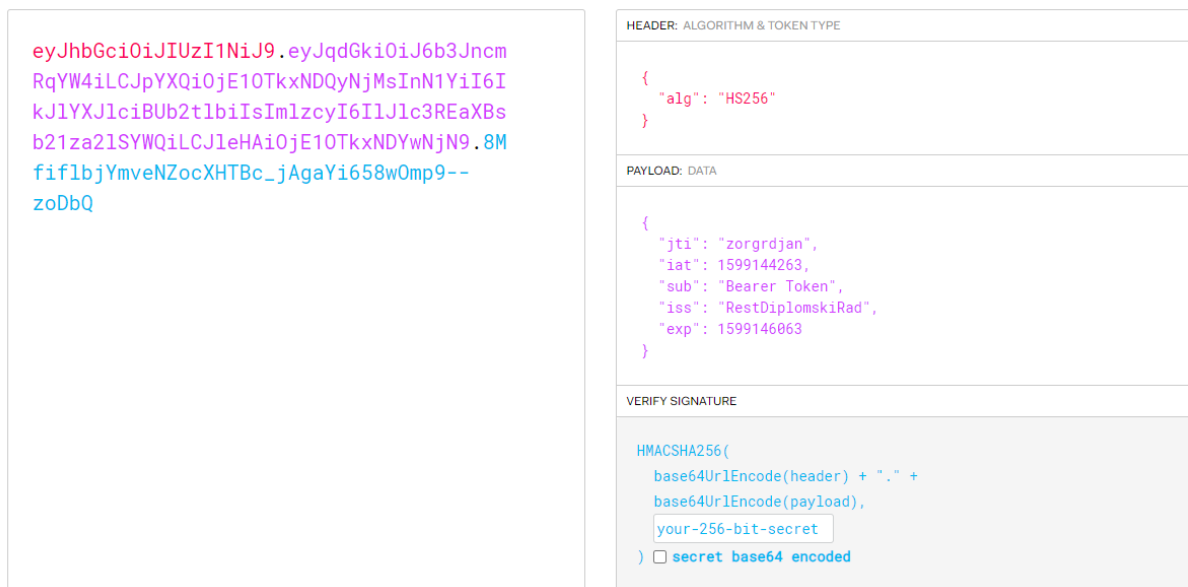 eyJhbGciOiJIUzI1NiJ9.eyJqdGkiOiJ6b3Jncm
RqYW4iLCJpYXQiOjE1OTkxNDQyNjMsInN1YiI6I
kJlYXJlciBUb2tlbiIsImlzcyI6IlJlc3REaXBs
b21za2lSYWQiLCJleHAiOjE1OTkxNDYwNjN9.8M
fiflbjYmveNZocXHTBc_jAgaYi658wOmp9--
zoDbQ
HEADER: ALGORITHM & TOKEN TYPE
{
"alg": "HS256"
}
PAYLOAD: DATA
{
"jti": "zorgrdjan",
"iat": 1599144263,
"sub": "Bearer Token",
"iss": "RestDiplomskiRad",
"exp": 1599146063
}
VERIFY SIGNATURE
HMACSHA256(
base64UrlEncode(header) + "." +
base64UrlEncode(payload),
your-256-bit-secret
) secret base64 encoded